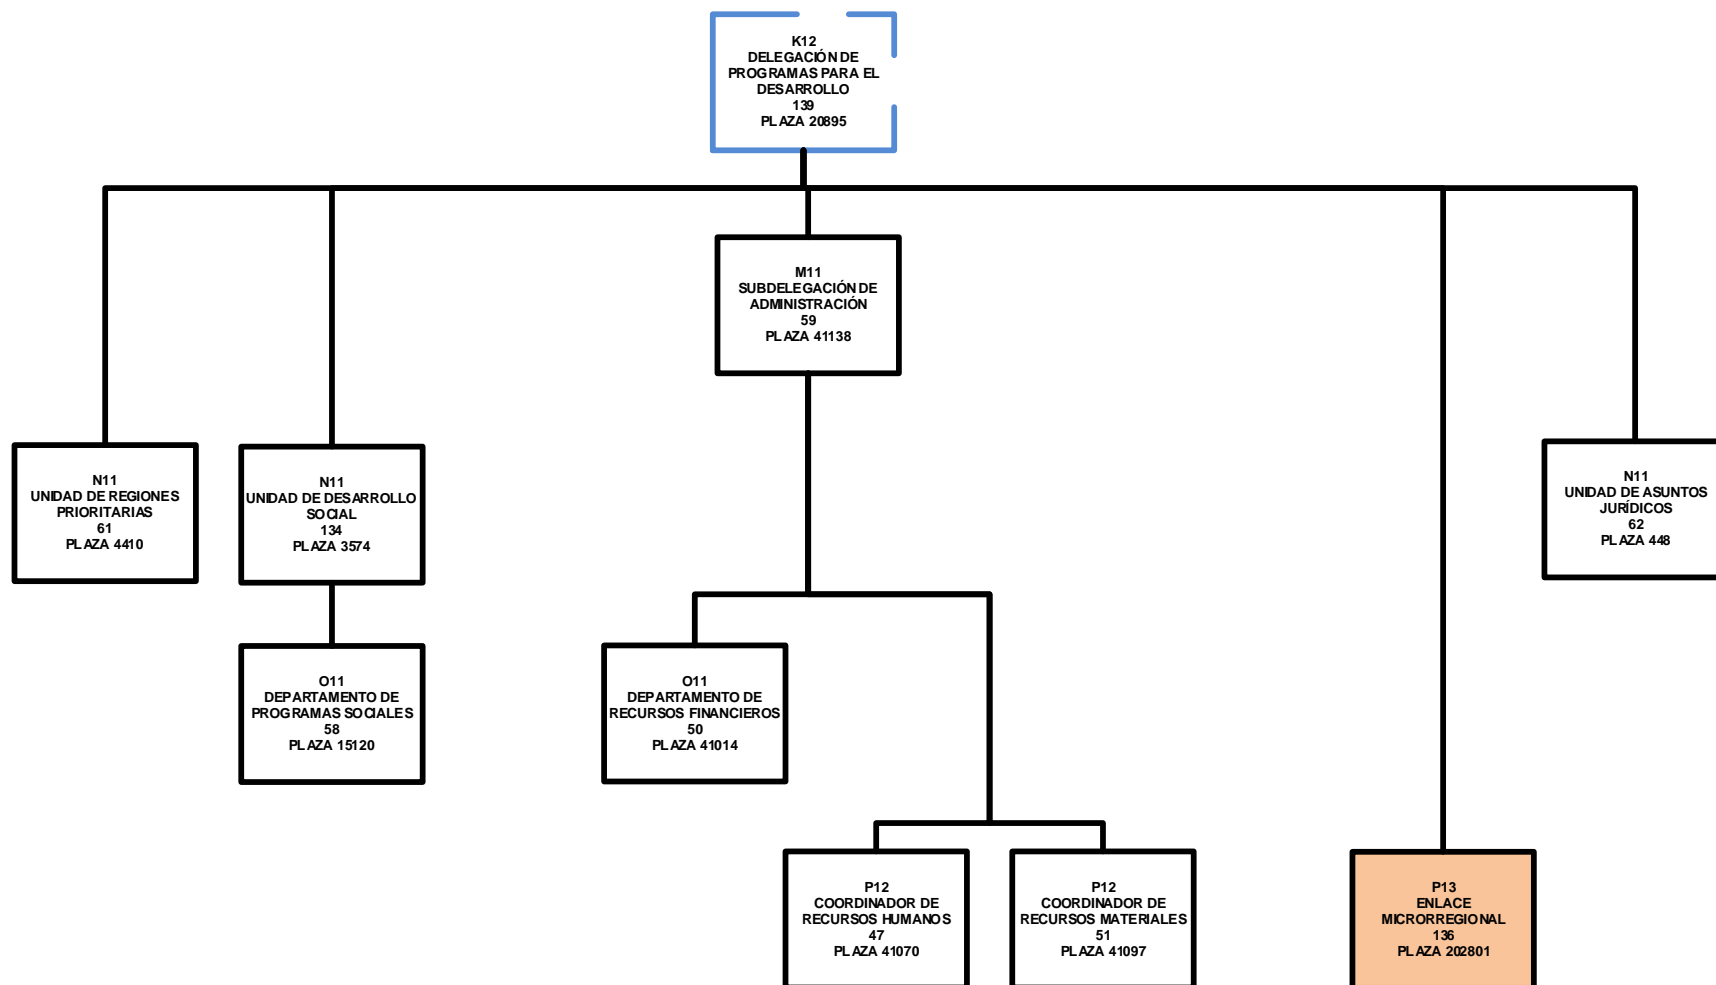 K12
DELEGACIÓN DE
PROGRAMAS PARA EL
DESARROLLO
139
PLAZA 20895
M11
SUBDELEGACIÓN DE
ADMINISTRACIÓN
59
PLAZA 41138
N11
UNIDAD DE REGIONES
PRIORITARIAS
61
PLAZA 4410
N11
UNIDAD DE DESARROLLO
SOCIAL
134
PLAZA 3574
N11
UNIDAD DE ASUNTOS
JURÍDICOS
62
PLAZA 448
O11
DEPARTAMENTO DE
PROGRAMAS SOCIALES
58
PLAZA 15120
O11
DEPARTAMENTO DE
RECURSOS FINANCIEROS
50
PLAZA 41014
P12
COORDINADOR DE
RECURSOS HUMANOS
47
PLAZA 41070
P12
COORDINADOR DE
RECURSOS MATERIALES
51
PLAZA 41097
P13
ENLACE
MICRORREGIONAL
136
PLAZA 202801